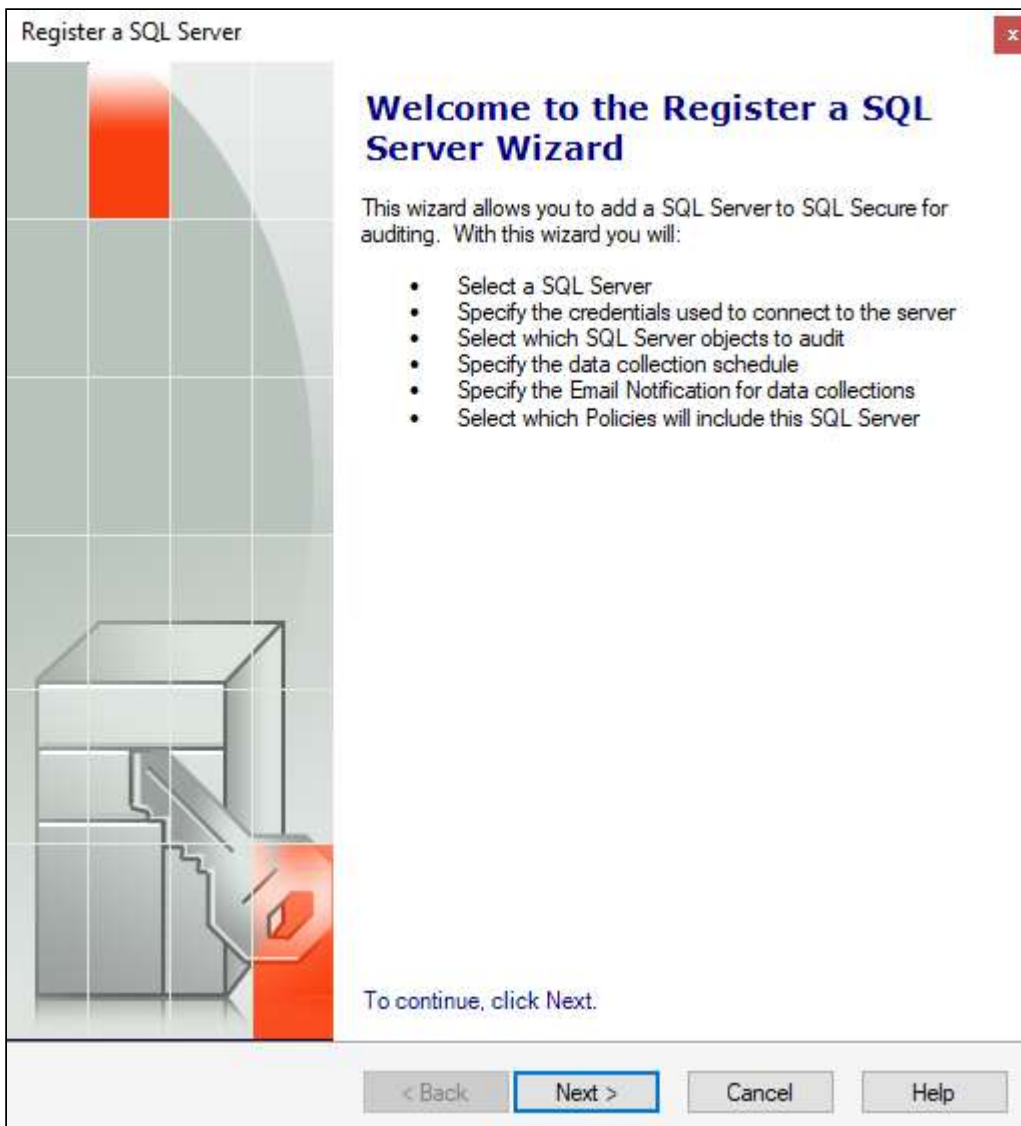 Register a SQL Server
x
Welcome to the Register a SQL
Server Wizard
This wizard allows you to add a SQL Server to SQL Secure for
auditing.  With this wizard you will:
• Select a SQL Server
• Specify the credentials used to connect to the server
• Select which SQL Server objects to audit
• Specify the data collection schedule
• Specify the Email Notification for data collections
• Select which Policies will include this SQL Server
To continue, click Next.
< Back
Next >
Cancel
Help